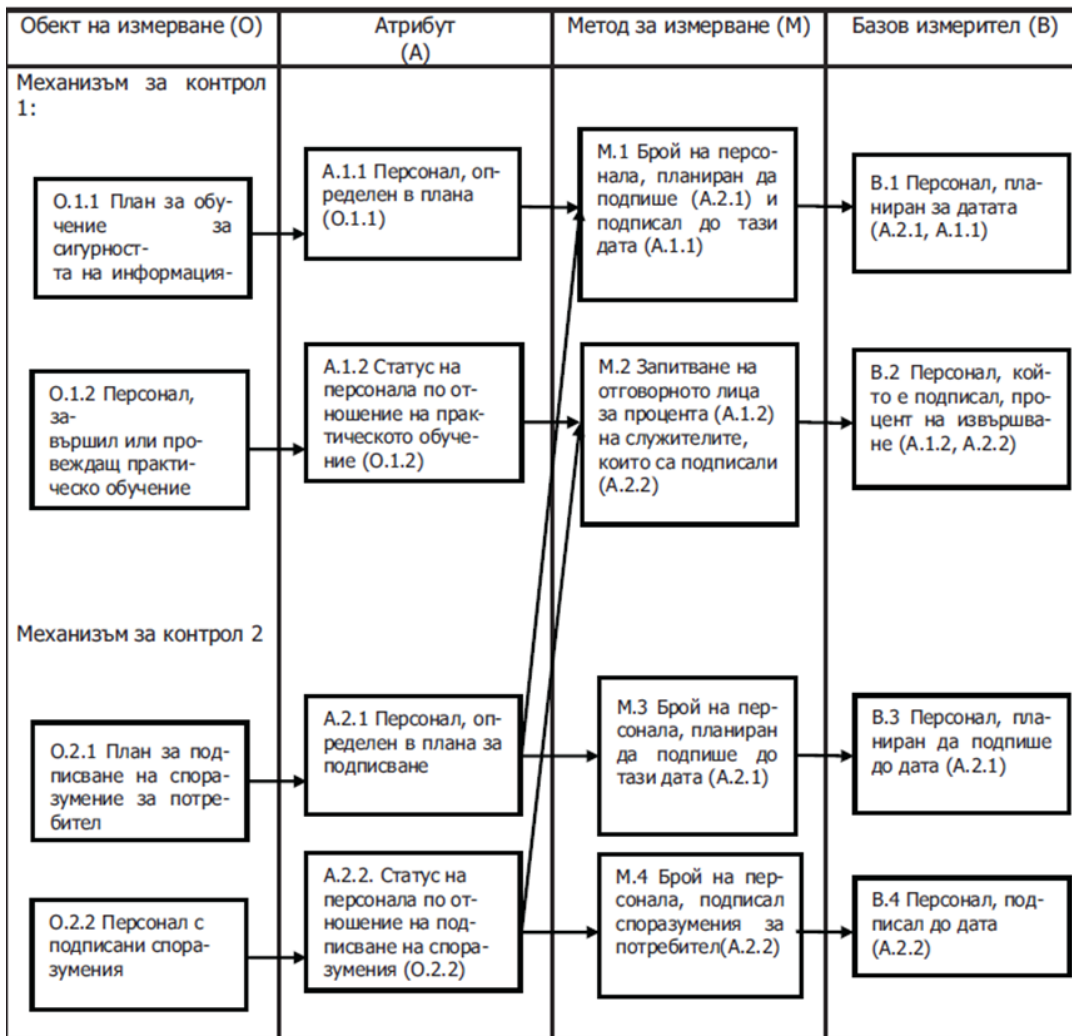 Обект на измерване (О)
Атрибут
(А)
Метод за измерване (М)
Базов измерител (В)
Механизъм за контрол
1:
О.1.1 План за обу-
чение за
сигурност-
та на информация-
А.1.1 Персонал, оп-
ределен в плана
(О.1.1)
М.1 Брой на персо-
нала, планиран да
подпише (А.2.1) и
подписал до тази
дата (А.1.1)
В.1 Персонал, пла-
ниран за датата
(А.2.1, А.1.1)
О.1.2 Персонал,
за-
вършил или про-
веждащ практи-
ческо обучение
А.1.2 Статус на
персонала по от-
ношение на прак-
тическото обуче-
ние (О.1.2)
М.2 Запитване на
отговорното лица
за процента (А.1.2)
на служителите,
които са подписали
(А.2.2)
В.2 Персонал, кой-
то е подписал, про-
цент на извършва-
не (А.1.2, А.2.2)
Механизъм за контрол 2
О.2.1 План за под-
писване на спора-
зумение за потре-
бител
А.2.1 Персонал, оп-
ределен в плана за
подписване
М.3 Брой на пер-
сонала, планиран
да подпише до
тази дата (А.2.1)
В.3 Персонал, пла-
ниран да подпише
до дата (А.2.1)
О.2.2 Персонал с
подписани спора-
зумения
А.2.2. Статус на
персонала по от-
ношение на под-
писване на спора-
зумения (О.2.2)
М.4 Брой на пер-
сонала, подписал
споразумения за
потребител(А.2.2)
В.4 Персонал, под-
писал до дата
(А.2.2)